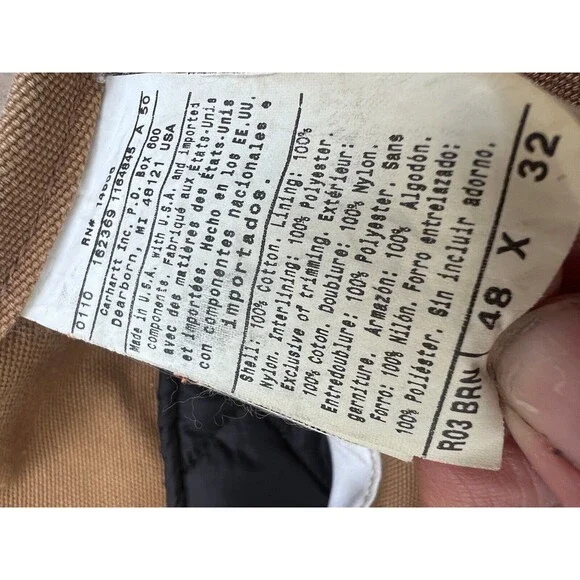 RN# 14806
0110 162369 1164845 A 50
Carhartt Inc. P.O. Box 600
Dearborn, MI 48121 USA
Made in U.S.A. with U.S.A. and imported
components. Fabriqué aux États-Unis
avec des matières des États-Unis
et importées. Hecho en los EE.UU.
con componentes nacionales e
importados.
Shell: 100% Cotton. Lining: 100%
Nylon. Interlining: 100% Polyester.
Exclusive of trimming. Extérieur:
100% Coton. Doublure: 100% Nylon.
Entredoublure: 100% Polyester. Sans
garniture. Armazón: 100% Algodón.
Forro: 100% Nilón. Forro entrelazado:
100% Poliéster. Sin incluir adorno.
R03 BRN 48 X 32